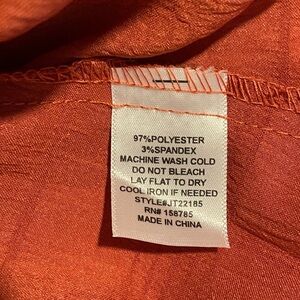 97%POLYESTER
3%SPANDEX
MACHINE WASH COLD
DO NOT BLEACH
LAY FLAT TO DRY
COOL IRON IF NEEDED
STYLE#JT22185
RN# 158785
MADE IN CHINA